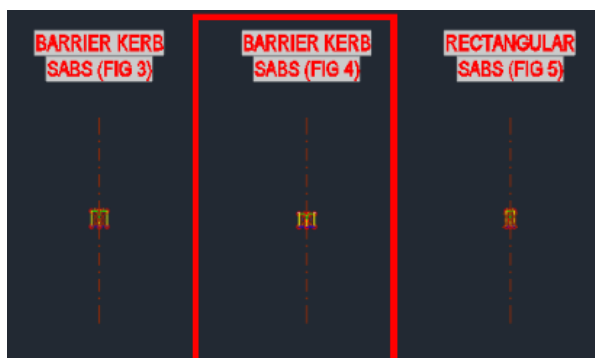 BARRIER KERB
SABS (FIG 3)
BARRIER KERB
SABS (FIG 4)
RECTANGULAR
SABS (FIG 5)